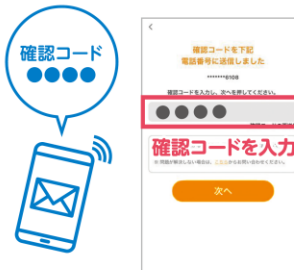 確認コード
確認コードを下記
電話番号に送信しました
確認コードを入力し、次へを押してください。
確認コードを入力
次へ